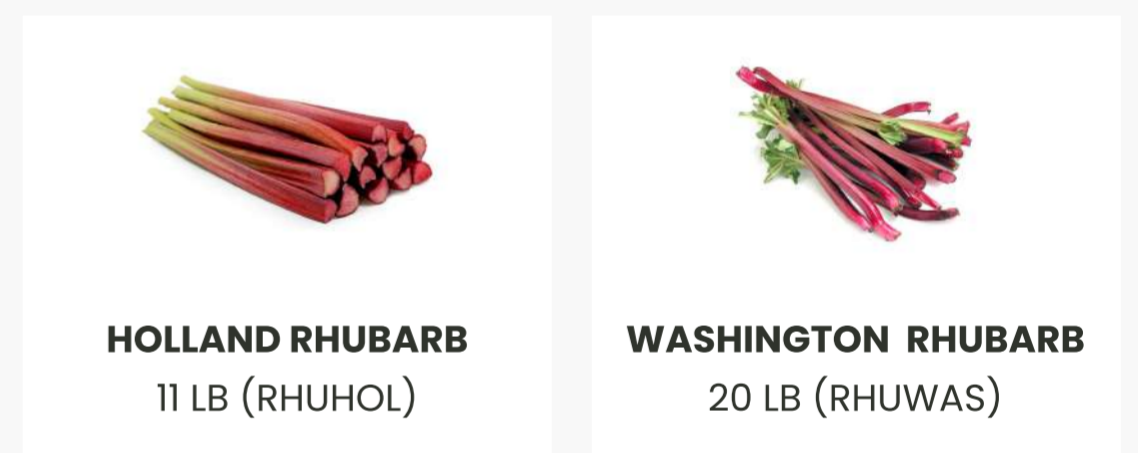 HOLLAND RHUBARB
11 LB (RHUHOL)
WASHINGTON RHUBARB
20 LB (RHUWAS)